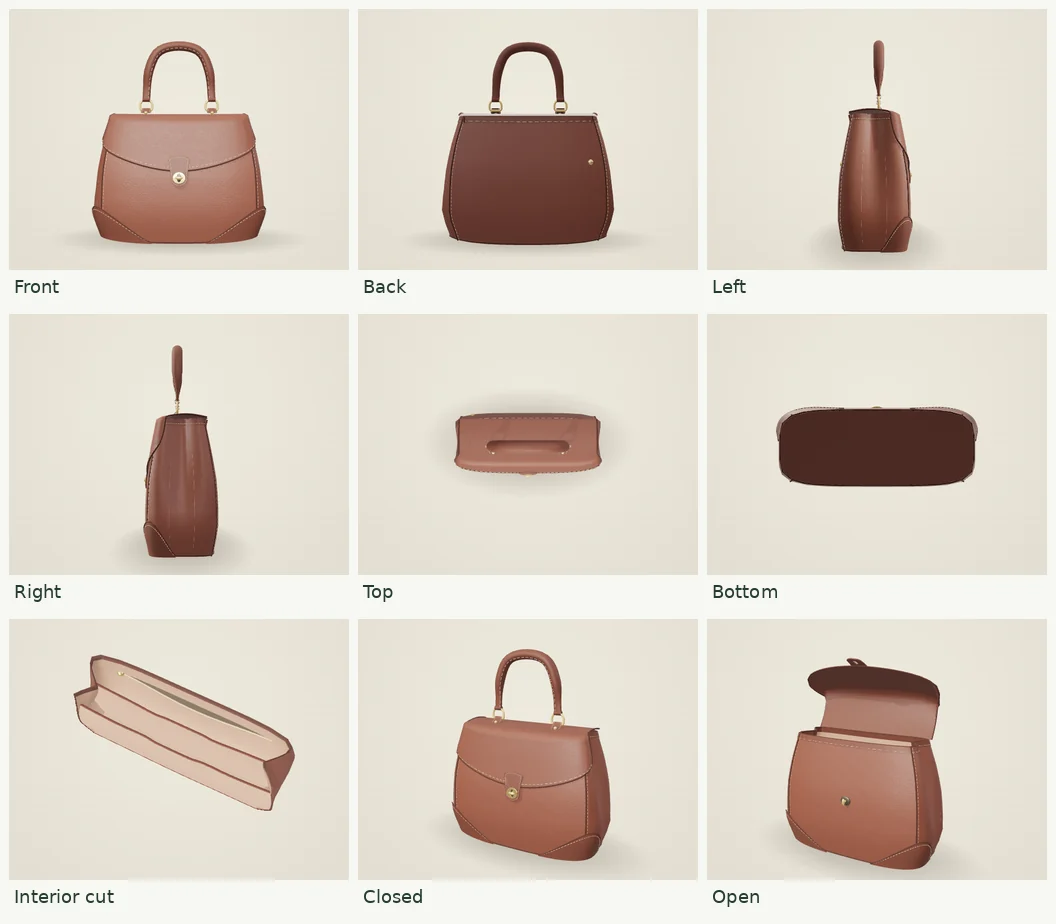 Front
Back
Left
Right
Top
Bottom
Interior cut
Closed
Open